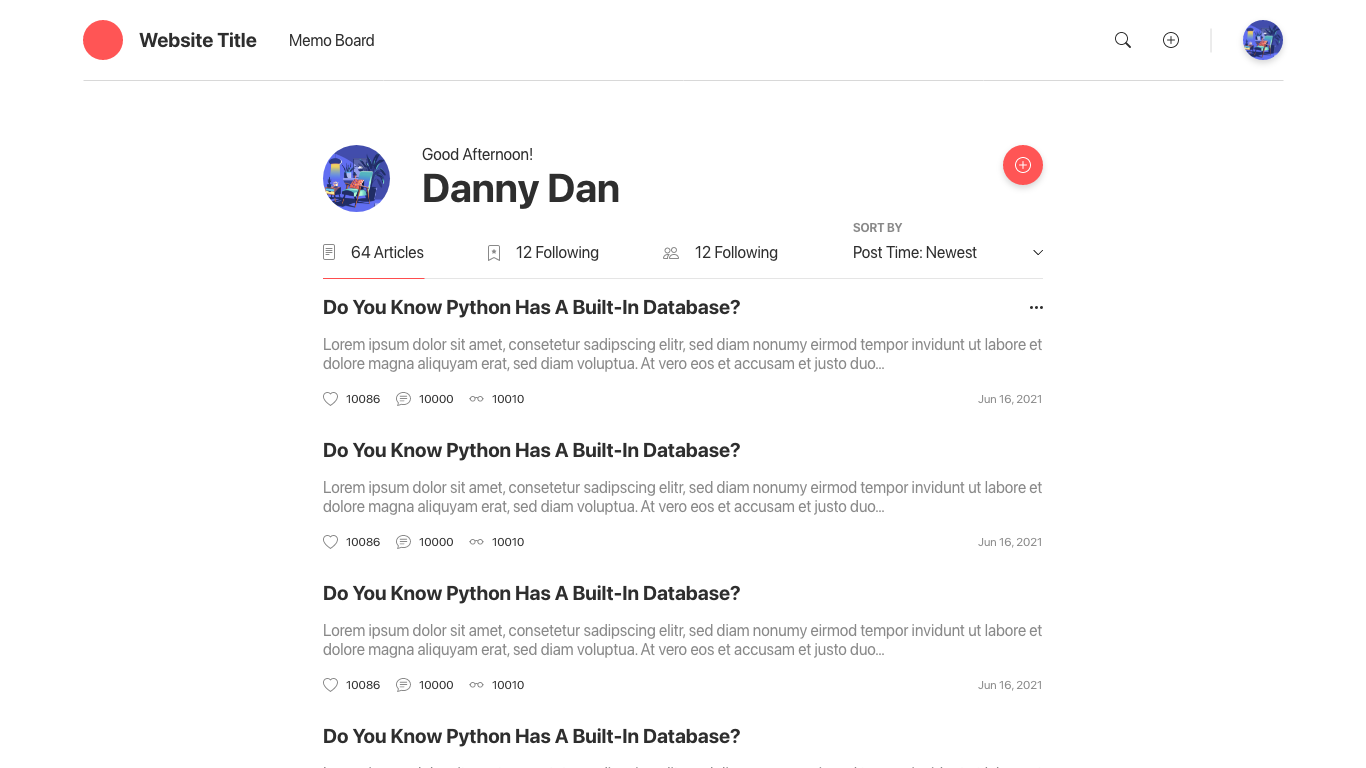 Website Title
Memo Board
Good Afternoon!
Danny Dan
SORT BY
64 Articles
12 Following
12 Following
Post Time: Newest
Do You Know Python Has A Built-In Database?
Lorem ipsum dolor sit amet, consetetur sadipscing elitr, sed diam nonumy eirmod tempor invidunt ut labore et
dolore magna aliquyam erat, sed diam voluptua. At vero eos et accusam et justo duo...
10086
10000
10010
Jun 16, 2021
Do You Know Python Has A Built-In Database?
Lorem ipsum dolor sit amet, consetetur sadipscing elitr, sed diam nonumy eirmod tempor invidunt ut labore et
dolore magna aliquyam erat, sed diam voluptua. At vero eos et accusam et justo duo...
10086
10000
10010
Jun 16, 2021
Do You Know Python Has A Built-In Database?
Lorem ipsum dolor sit amet, consetetur sadipscing elitr, sed diam nonumy eirmod tempor invidunt ut labore et
dolore magna aliquyam erat, sed diam voluptua. At vero eos et accusam et justo duo...
10086
10000
10010
Jun 16, 2021
Do You Know Python Has A Built-In Database?